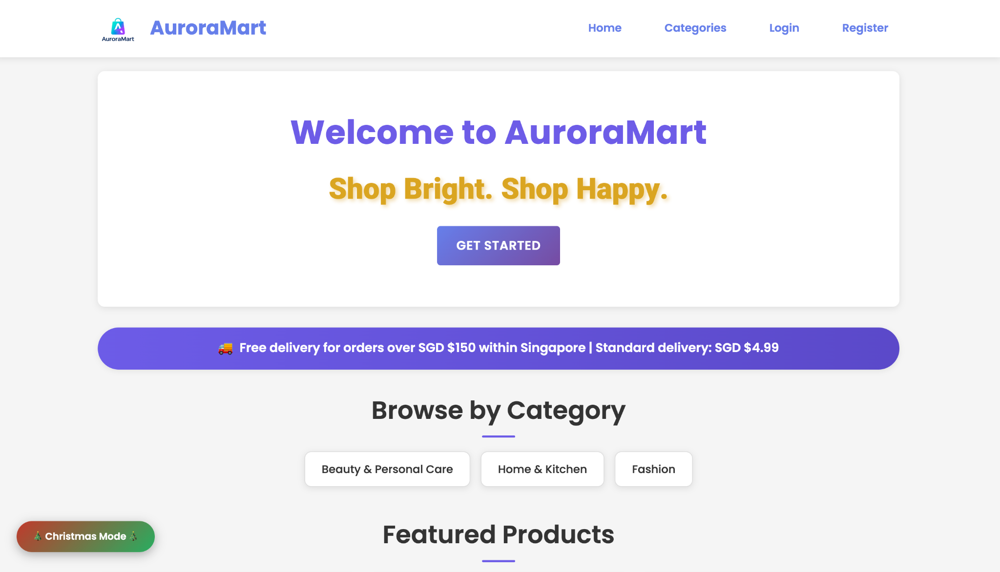 AuroraMart
AuroraMart
Home
Categories
Login
Register
Welcome to AuroraMart
Shop Bright. Shop Happy.
GET STARTED
🚚 Free delivery for orders over SGD $150 within Singapore | Standard delivery: SGD $4.99
Browse by Category
Beauty & Personal Care
Home & Kitchen
Fashion
🎄 Christmas Mode 🎄
Featured Products